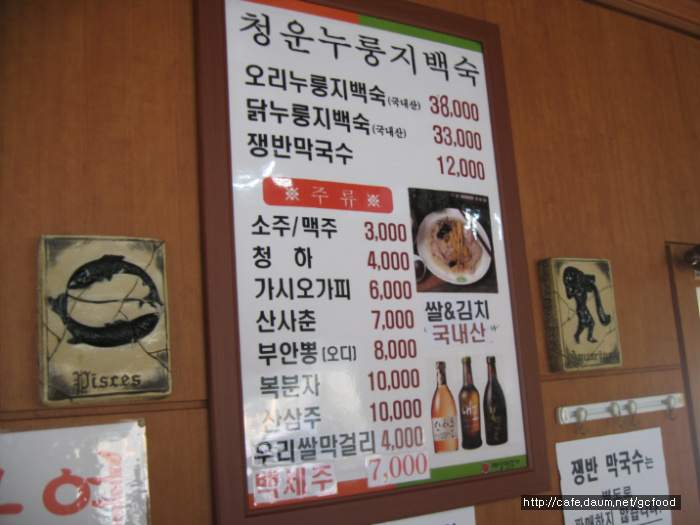 청운누룽지백숙
오리누룽지백숙(국내산) 38,000
닭누룽지백숙(국내산) 33,000
쟁반막국수 12,000
※ 주류 ※
소주/맥주 3,000
청 하 4,000
가시오가피 6,000
산사춘 7,000
부안뽕[오디] 8,000
복분자 10,000
산삼주 10,000
우리쌀막걸리 4,000
백세주 7,000
쌀&김치
국내산
Pisces
Aquarius
쟁반 막국수는
http://cafe.daum.net/gcfood